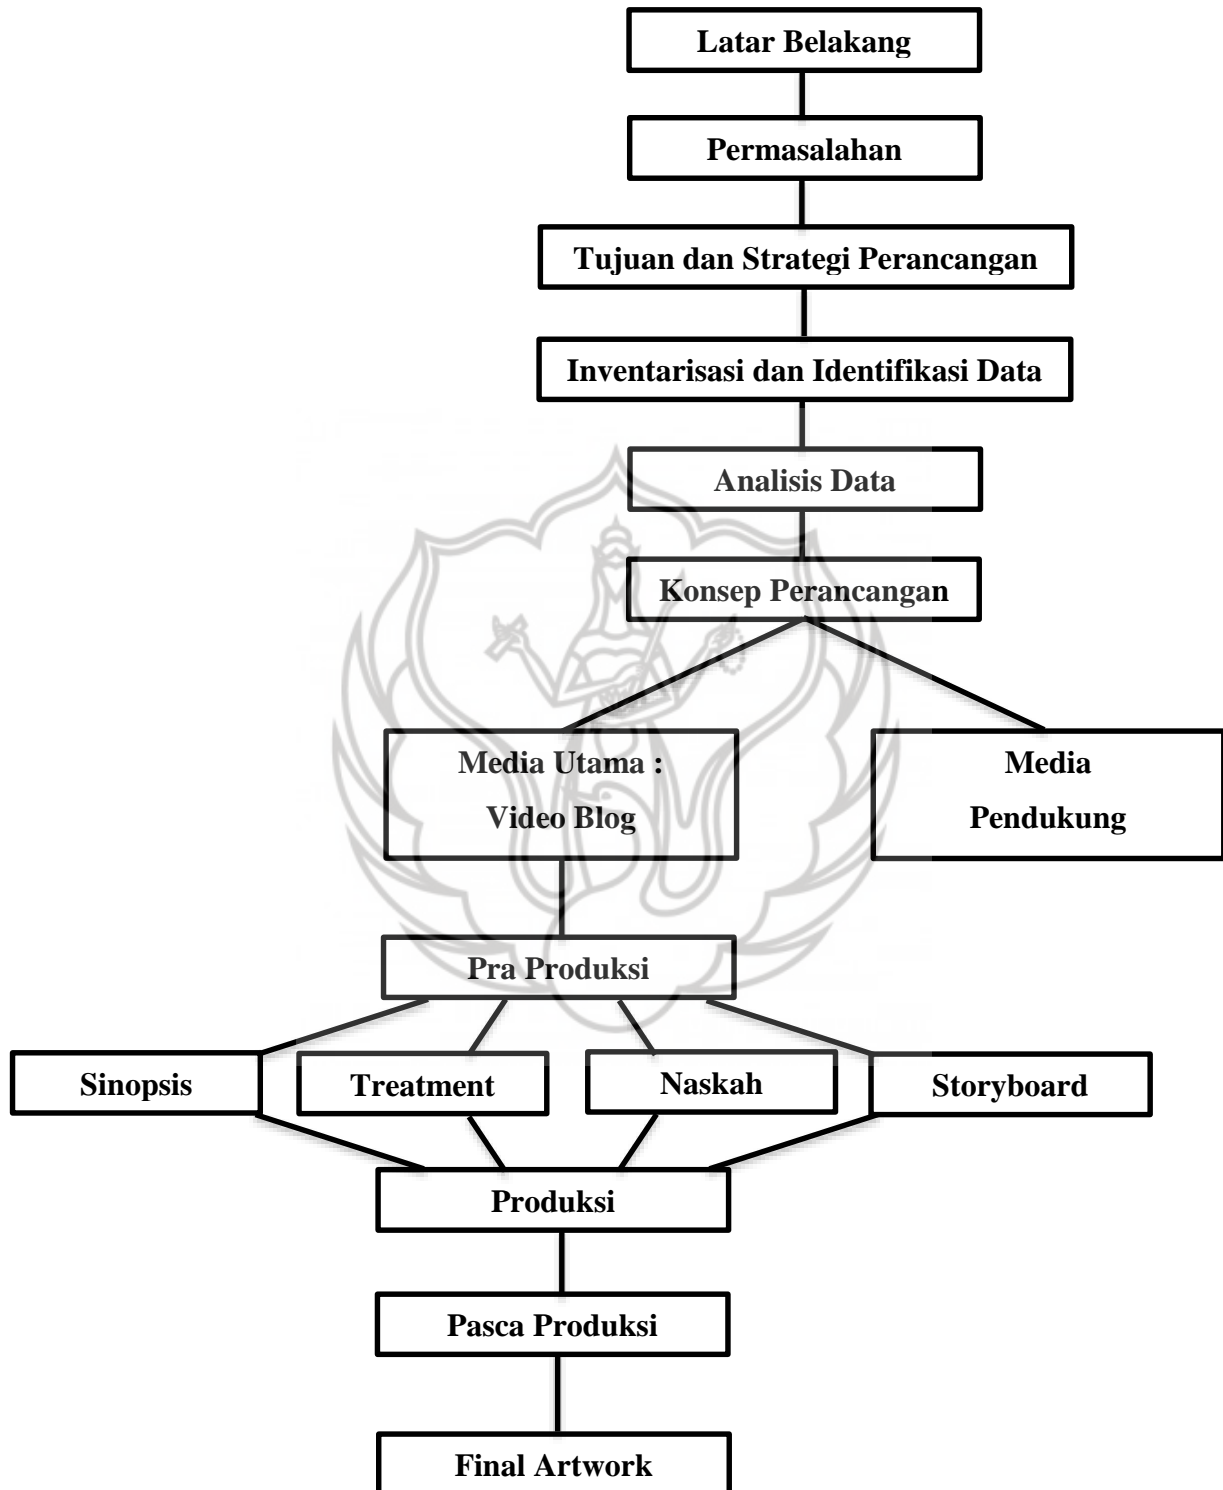 Latar Belakang
Permasalahan
Tujuan dan Strategi Perancangan
Inventarisasi dan Identifikasi Data
Analisis Data
Konsep Perancangan
Media Utama :
Video Blog
Media
Pendukung
Pra Produksi
Sinopsis
Treatment
Naskah
Storyboard
Produksi
Pasca Produksi
Final Artwork